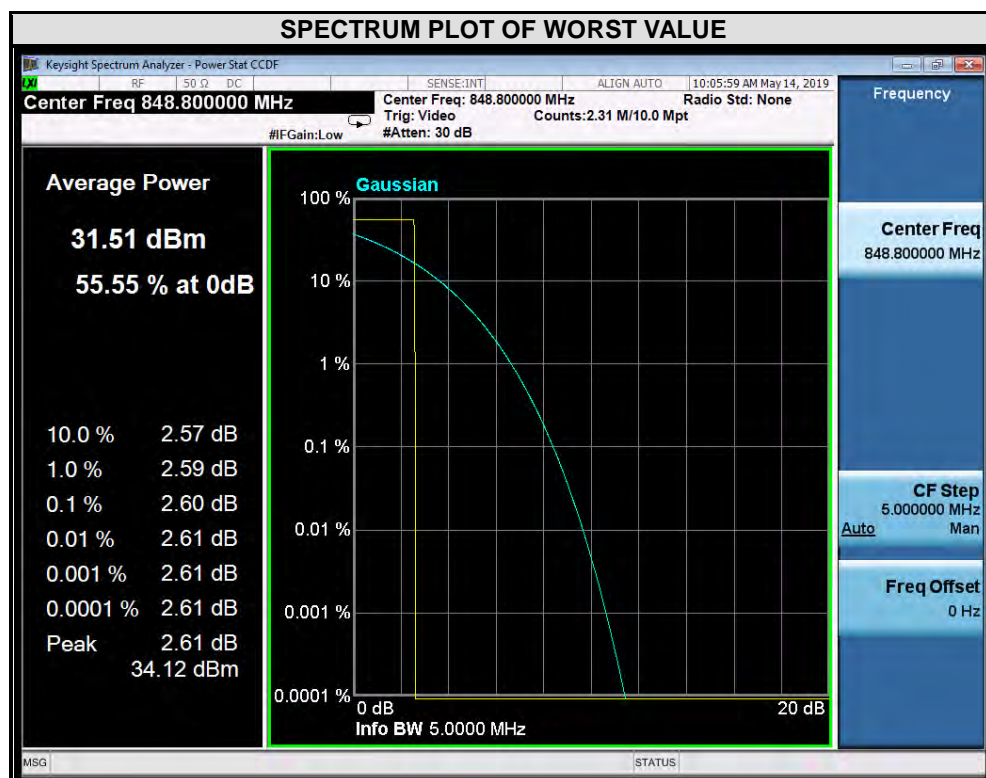 SPECTRUM PLOT OF WORST VALUE
Keysight Spectrum Analyzer - Power Stat CCDF
LXI RF 50 Ω DC SENSE:INT ALIGN AUTO 10:05:59 AM May 14, 2019
Center Freq 848.800000 MHz
Center Freq: 848.800000 MHz Radio Std: None
Trig: Video Counts:2.31 M/10.0 Mpt
#IFGain:Low #Atten: 30 dB
Average Power
31.51 dBm
55.55 % at 0dB
10.0 % 2.57 dB
1.0 % 2.59 dB
0.1 % 2.60 dB
0.01 % 2.61 dB
0.001 % 2.61 dB
0.0001 % 2.61 dB
Peak 2.61 dB
34.12 dBm
Gaussian
100 %
10 %
1 %
0.1 %
0.01 %
0.001 %
0.0001 %
0 dB 20 dB
Info BW 5.0000 MHz
Frequency
Center Freq
848.800000 MHz
CF Step
5.000000 MHz
Auto Man
Freq Offset
0 Hz
MSG STATUS